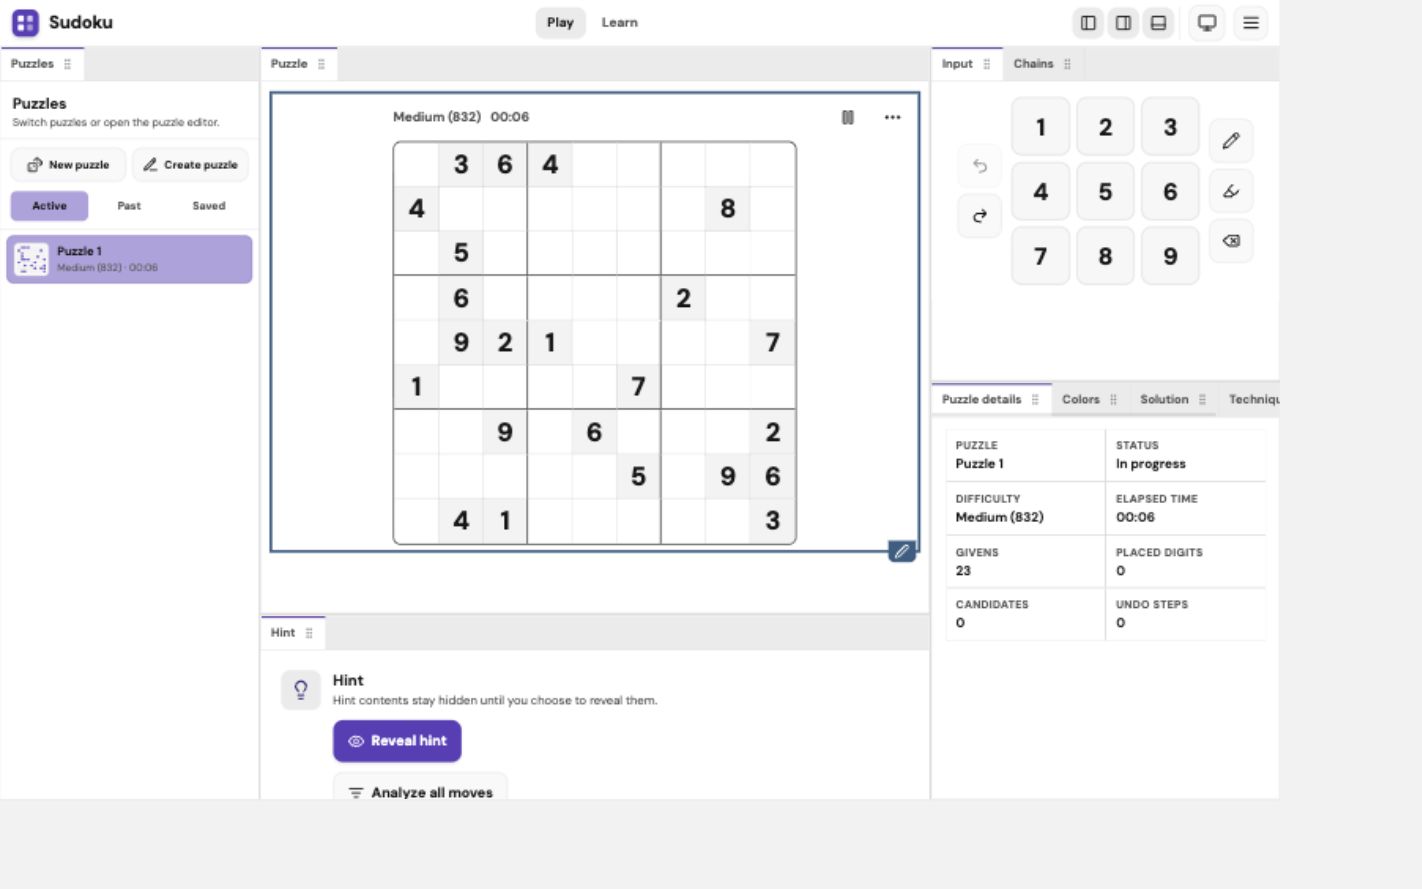 Sudoku
Play Learn
Puzzles
Puzzle
Input Chains
Puzzles
Switch puzzles or open the puzzle editor.
New puzzle Create puzzle
Active Past Saved
Puzzle 1
Medium (832) · 00:06
Medium (832) 00:06
3 6 4
4 8
5
6 2
9 2 1 7
1 7
9 6 2
5 9 6
4 1 3
Hint
Hint
Hint contents stay hidden until you choose to reveal them.
Reveal hint
Analyze all moves
1 2 3
4 5 6
7 8 9
Puzzle details Colors Solution Techniqu
PUZZLE STATUS
Puzzle 1 In progress
DIFFICULTY ELAPSED TIME
Medium (832) 00:06
GIVENS PLACED DIGITS
23 0
CANDIDATES UNDO STEPS
0 0